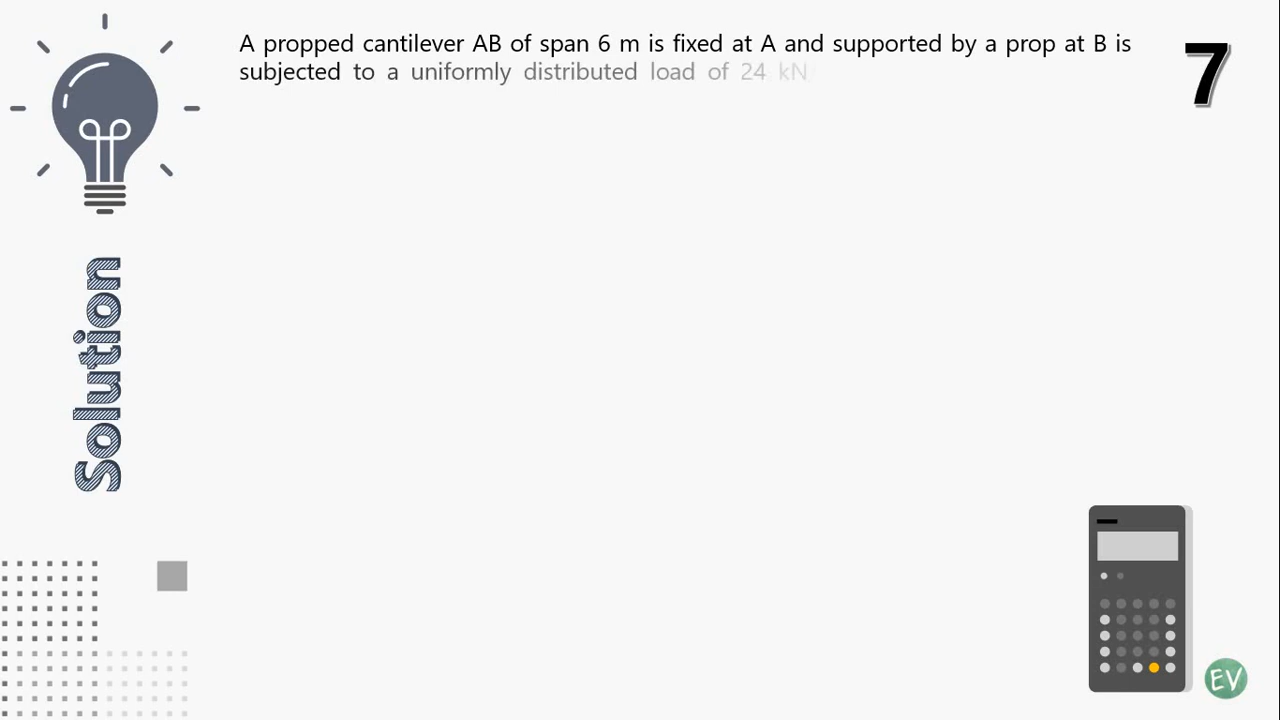 A propped cantilever AB of span 6 m is fixed at A and supported by a prop at B is
subjected to a uniformly distributed load of 24 kN
7
Solution
EV